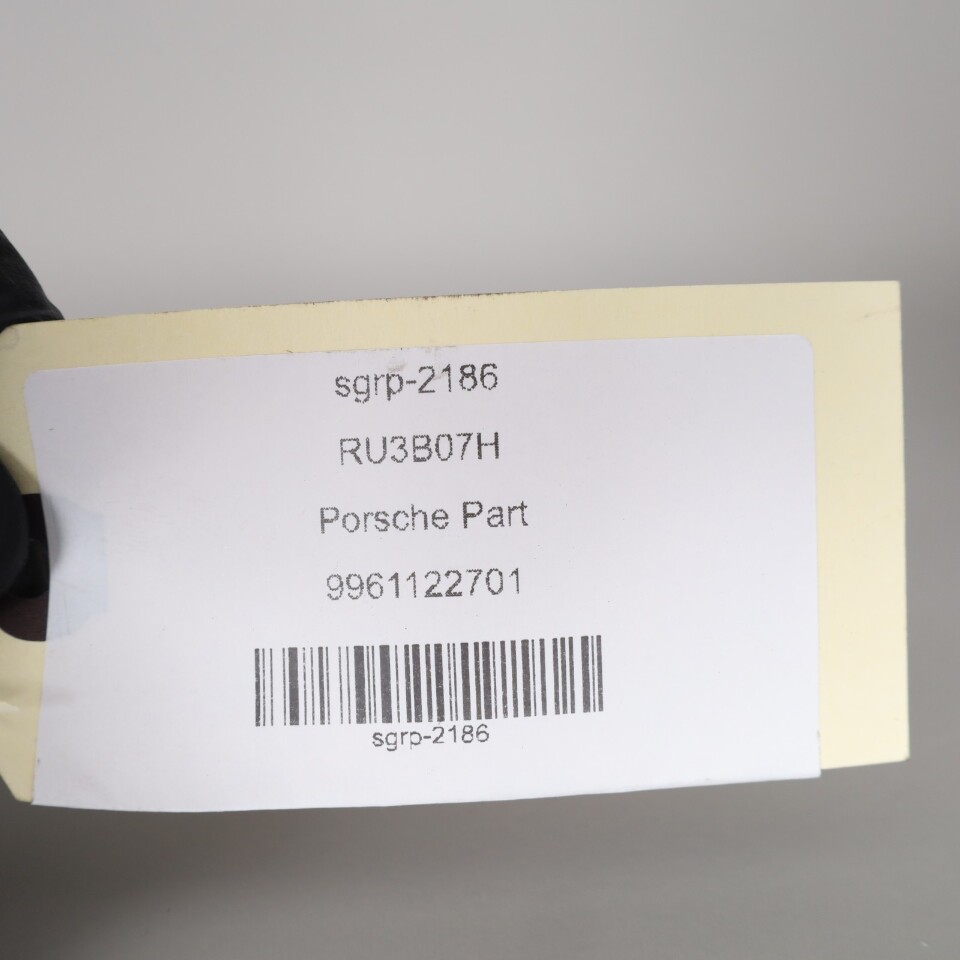 sgrp-2186
RU3B07H
Porsche Part
9961122701
sgrp-2186